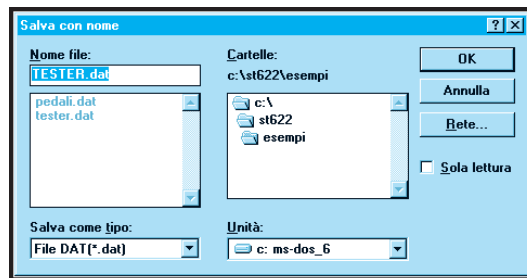 Salva con nome
Nome file:
TESTER.dat
pedali.dat
tester.dat
Salva come tipo:
File DAT(*.dat)
Cartelle:
c:\st622\esempi
c:\
st622
esempi
Unità:
c: ms-dos_6
OK
Annulla
Rete...
Sola lettura